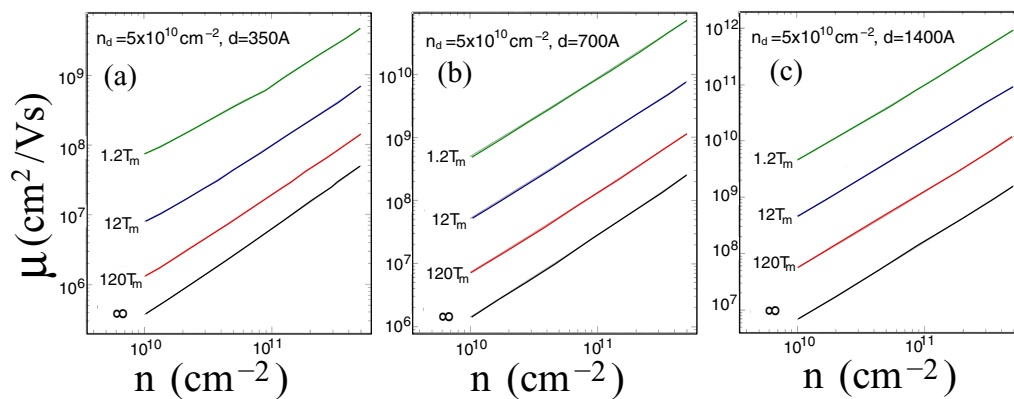 μ(cm²/Vs)
n_d=5x10^10 cm^−2, d=350A
(a)
10^9
10^8
10^7
10^6
1.2T_m
12T_m
120T_m
∞
10^10
10^11
n (cm^−2)
n_d=5x10^10 cm^−2, d=700A
(b)
10^10
10^9
10^8
10^7
10^6
1.2T_m
12T_m
120T_m
∞
10^10
10^11
n (cm^−2)
n_d=5x10^10 cm^−2, d=1400A
(c)
10^12
10^11
10^10
10^9
10^8
10^7
1.2T_m
12T_m
120T_m
∞
10^10
10^11
n (cm^−2)